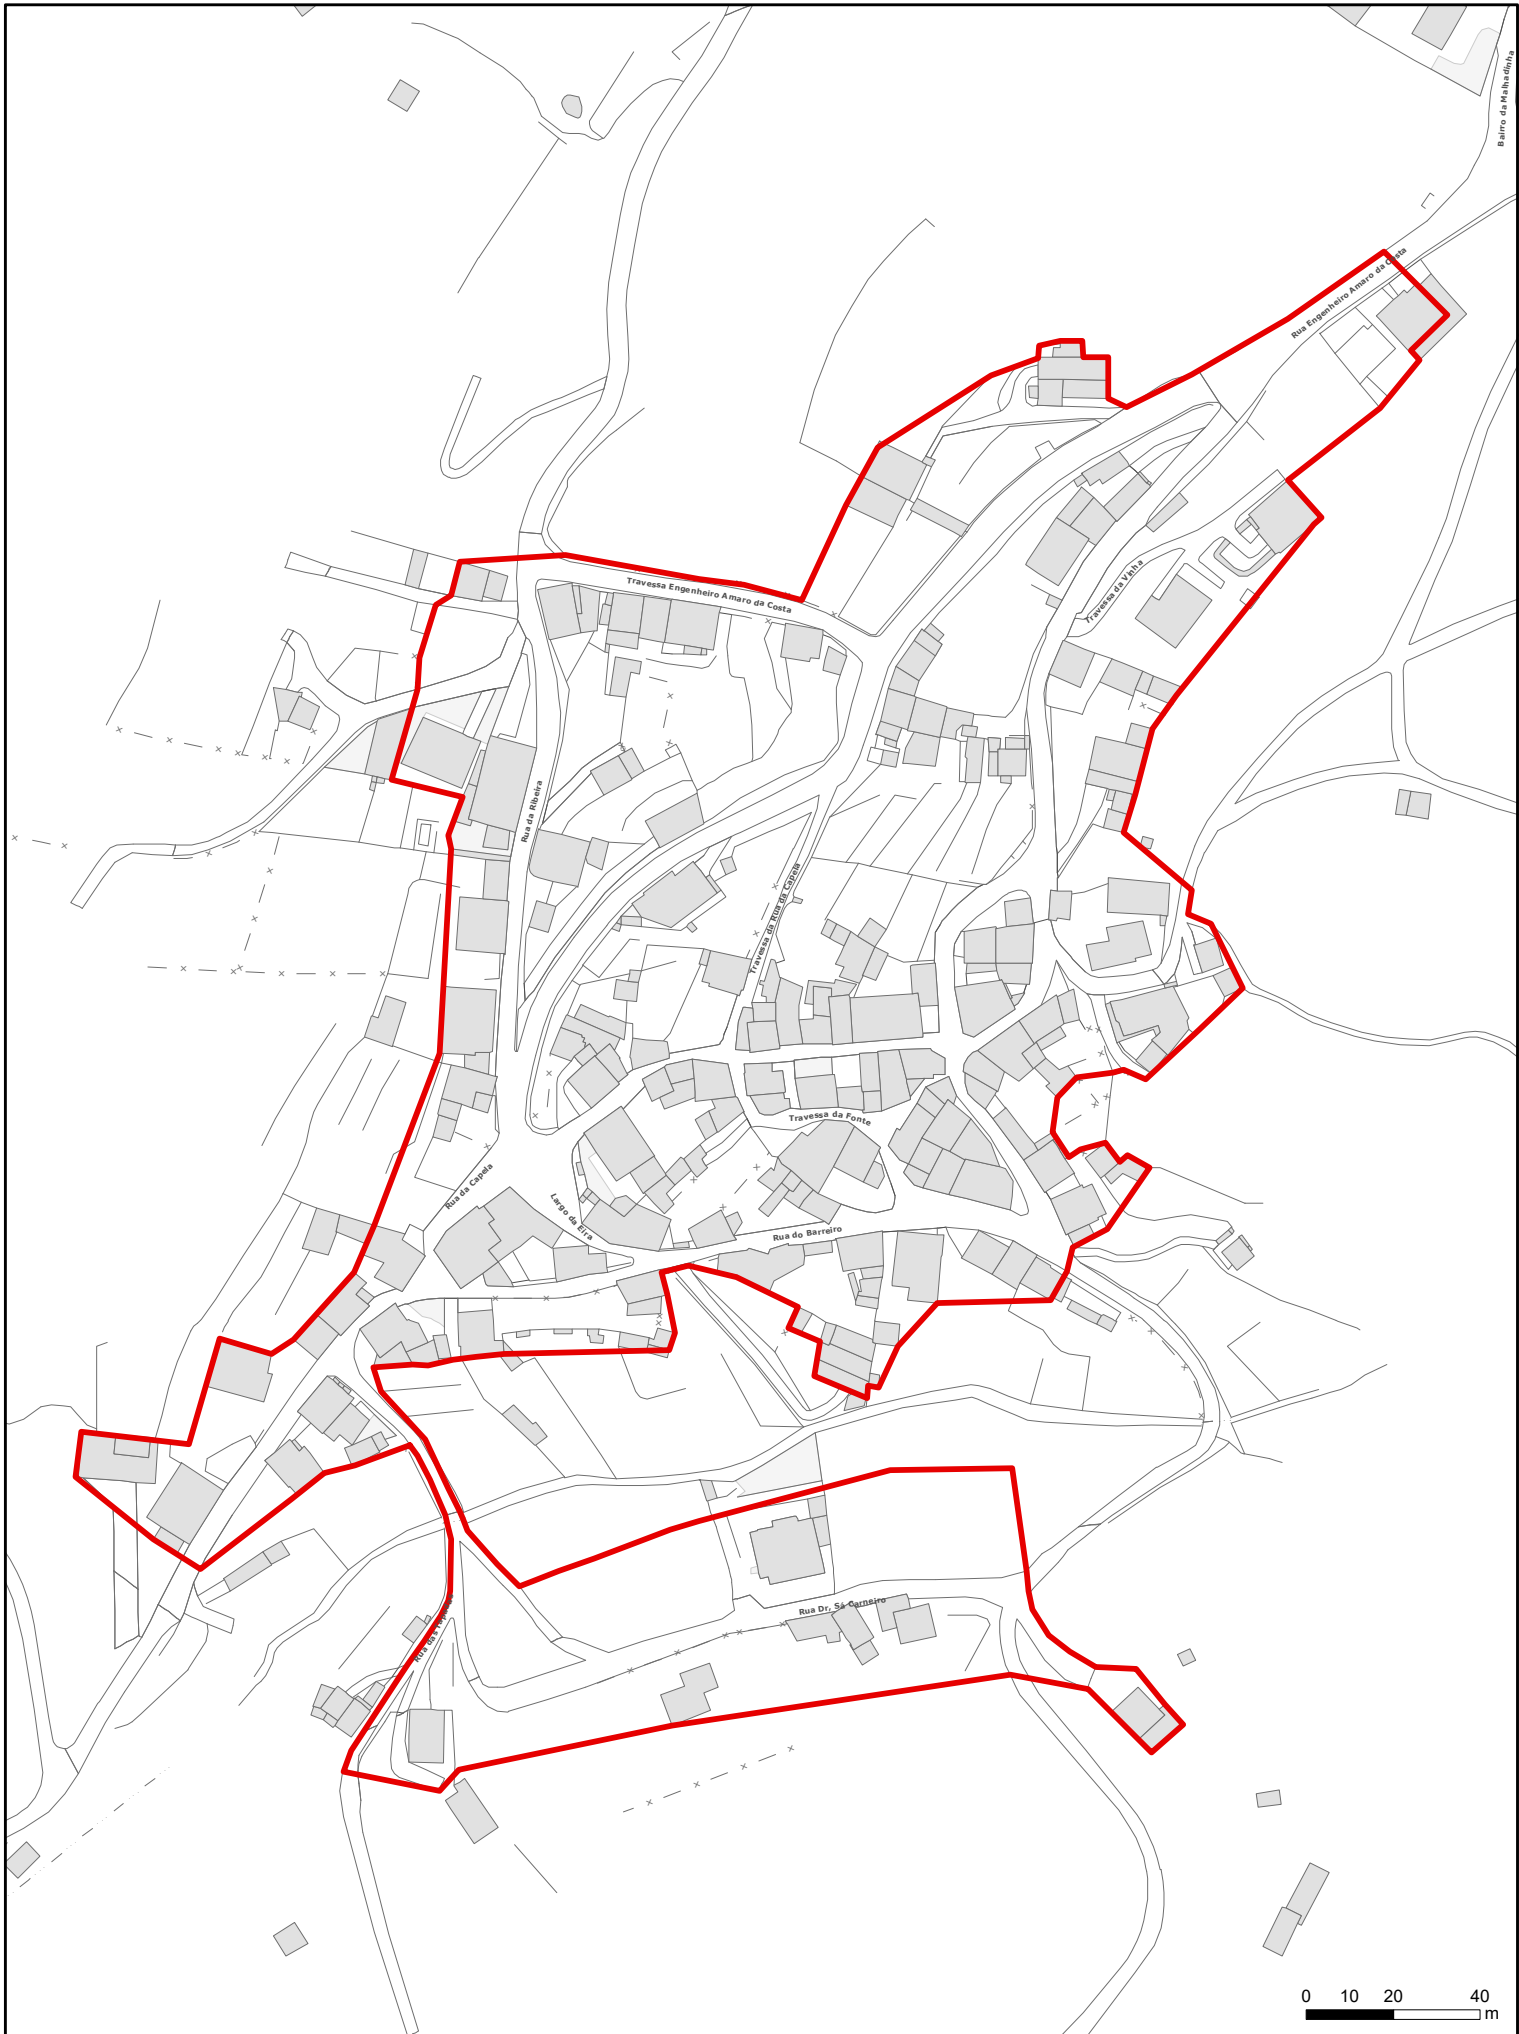 Bairro da Malhadinha
Rua Engenheiro Amaro da Costa
Travessa Engenheiro Amaro da Costa
Travessa da Vinha
Rua da Ribeira
Travessa da Rua da Capela
Travessa da Fonte
Rua da Capela
Largo da Eira
Rua do Barreiro
Rua Dr, Sá Carneiro
Rua das
0 10 20 40
m